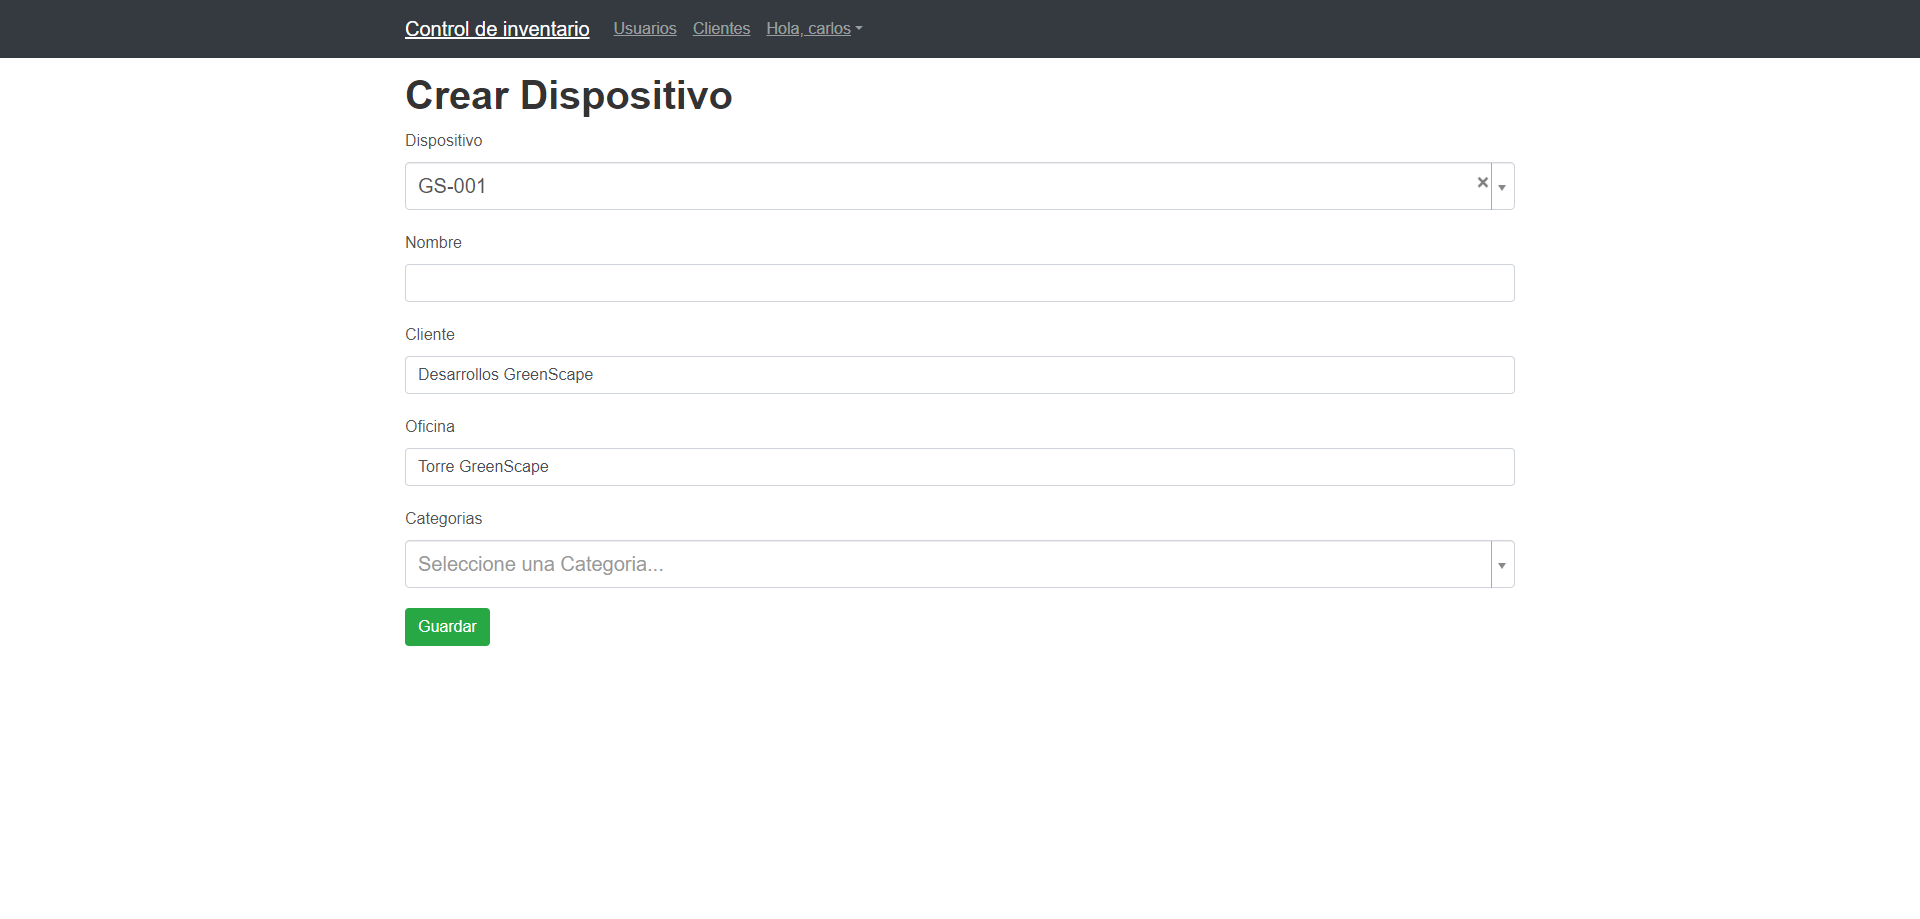 Control de inventario Usuarios Clientes Hola, carlos
Crear Dispositivo
Dispositivo
GS-001 ×
Nombre
Cliente
Desarrollos GreenScape
Oficina
Torre GreenScape
Categorias
Seleccione una Categoria...
Guardar